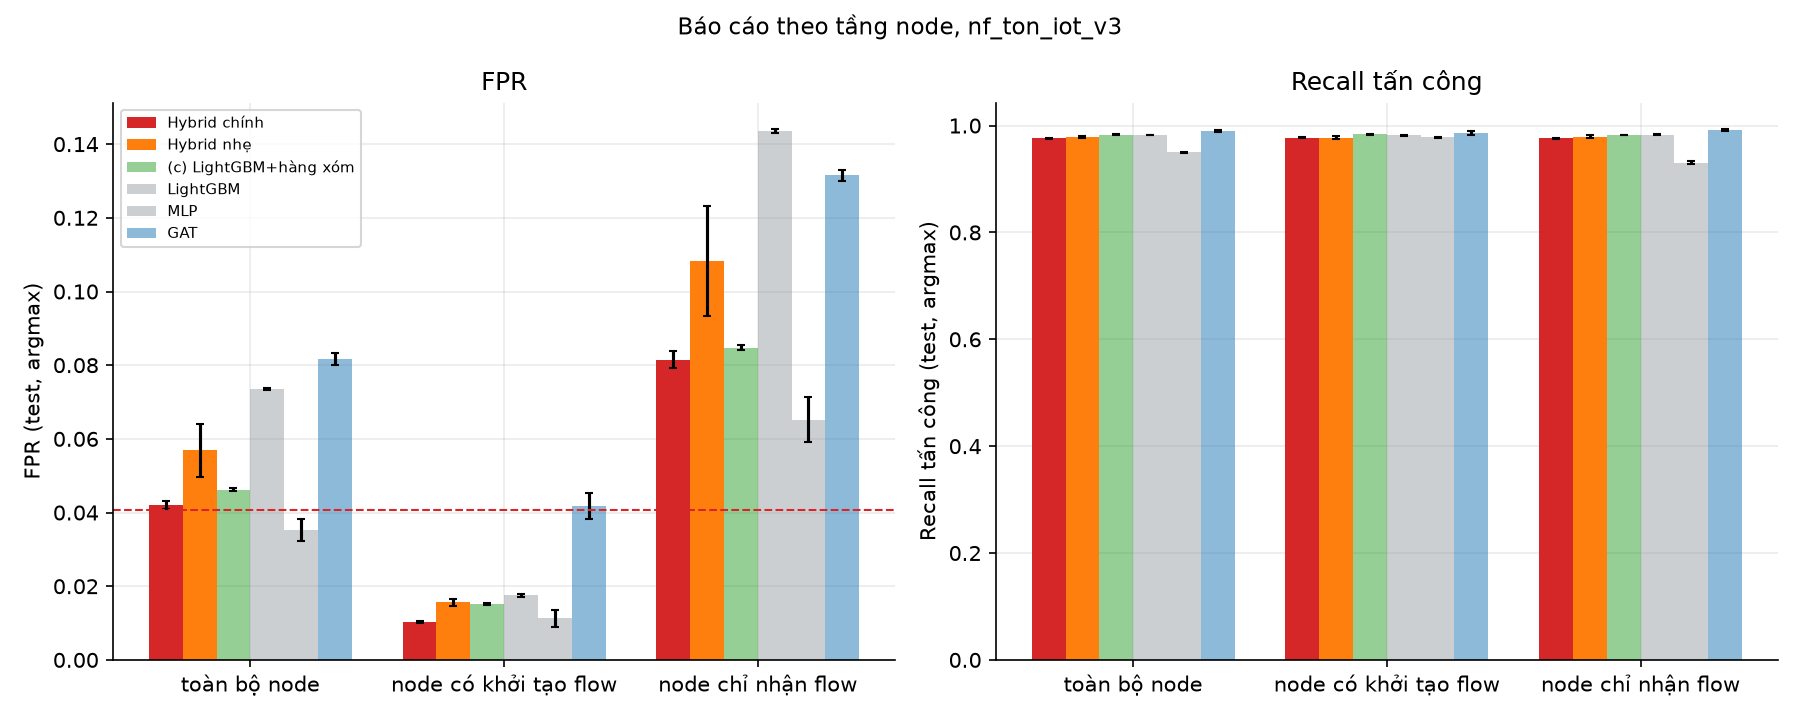 Báo cáo theo tầng node, nf_ton_iot_v3
FPR
Hybrid chính
Hybrid nhẹ
(c) LightGBM+hàng xóm
LightGBM
MLP
GAT
FPR (test, argmax)
0.14
0.12
0.10
0.08
0.06
0.04
0.02
0.00
toàn bộ node
node có khởi tạo flow
node chỉ nhận flow
Recall tấn công
Recall tấn công (test, argmax)
1.0
0.8
0.6
0.4
0.2
0.0
toàn bộ node
node có khởi tạo flow
node chỉ nhận flow